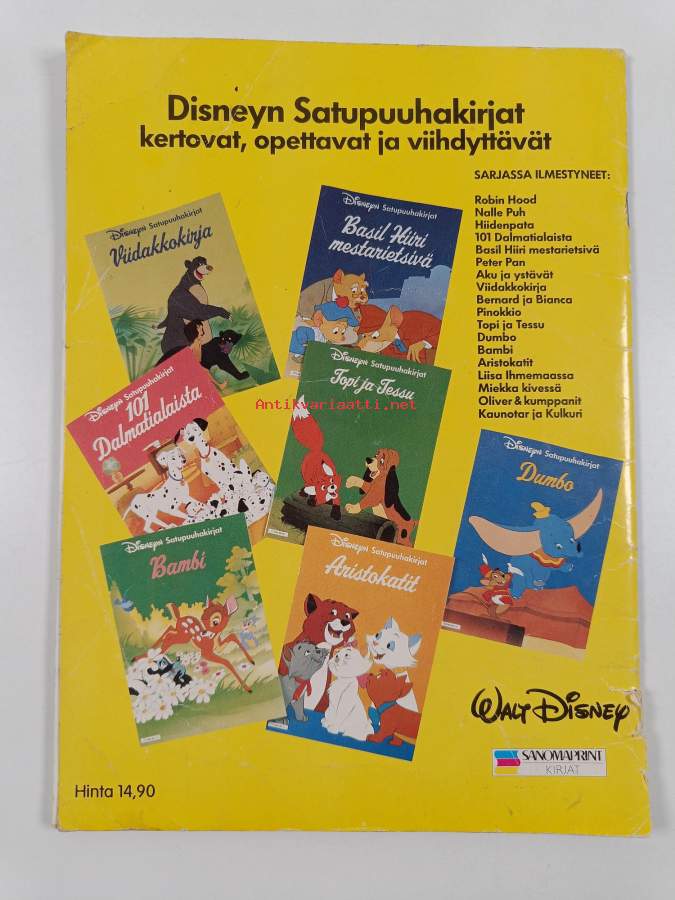 Disneyn Satupuuhakirjat
kertovat, opettavat ja viihdyttävät
SARJASSA ILMESTYNEET:
Robin Hood
Nalle Puh
Hiidenpata
101 Dalmatialaista
Basil Hiiri mestarietsivä
Peter Pan
Aku ja ystävät
Viidakkokirja
Bernard ja Bianca
Pinokkio
Topi ja Tessu
Dumbo
Bambi
Aristokatit
Liisa Ihmemaassa
Miekka kivessä
Oliver & kumppanit
Kaunotar ja Kulkuri
Disneyn Satupuuhakirjat
Viidakkokirja
Disneyn Satupuuhakirjat
Basil Hiiri
mestarietsivä
Disneyn Satupuuhakirjat
101
Dalmatialaista
Disneyn Satupuuhakirjat
Topi ja Tessu
Antikvariaatti.net
Disneyn Satupuuhakirjat
Dumbo
Disneyn Satupuuhakirjat
Bambi
Disneyn Satupuuhakirjat
Aristokatit
Walt Disney
SANOMAPRINT
KIRJAT
Hinta 14,90